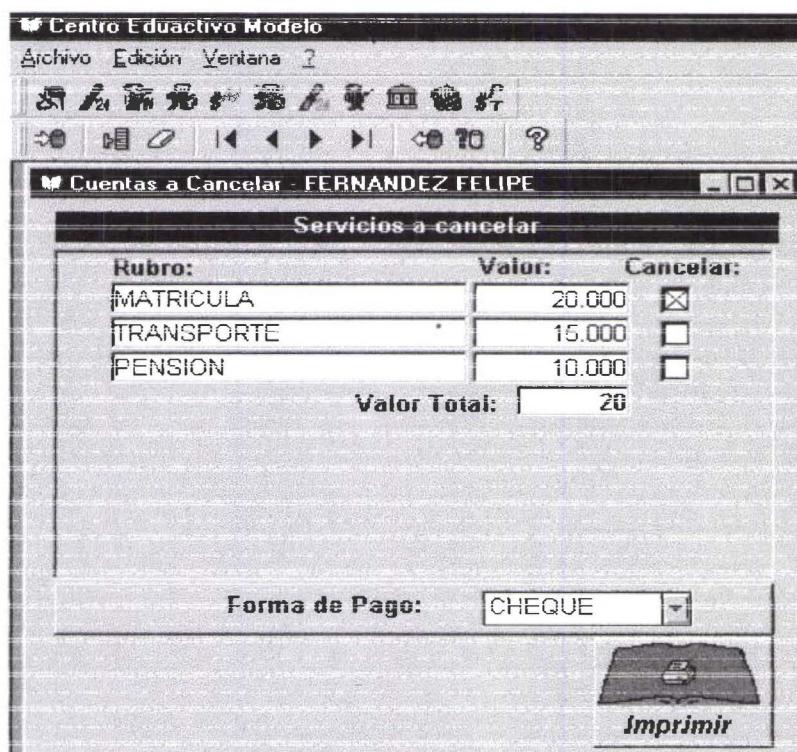 Centro Eduactivo Modelo
Archivo Edición Ventana ?
Cuentas a Cancelar - FERNANDEZ FELIPE
Servicios a cancelar
Rubro: Valor: Cancelar:
MATRICULA 20.000
TRANSPORTE 15.000
PENSION 10.000
Valor Total: 20
Forma de Pago: CHEQUE
Imprimir